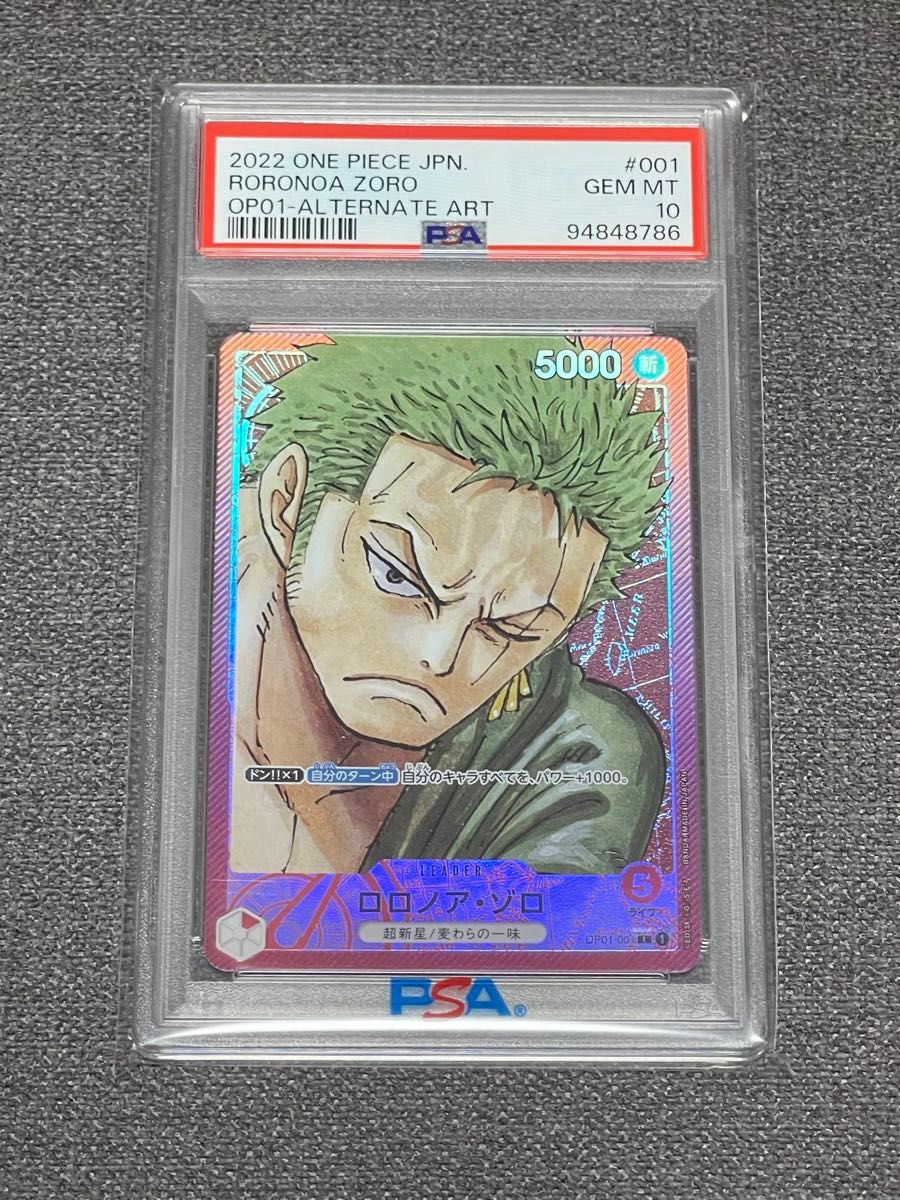 2022 ONE PIECE JPN. #001
RORONOA ZORO GEM MT
OP01-ALTERNATE ART 10
PSA 94848786
5000 斬
ドン!!×1 自分のターン中 自分のキャラすべてを、パワー+1000。
LEADER
ロロノア・ゾロ
5
ライフ
超新星/麦わらの一味
L 1
PSA®